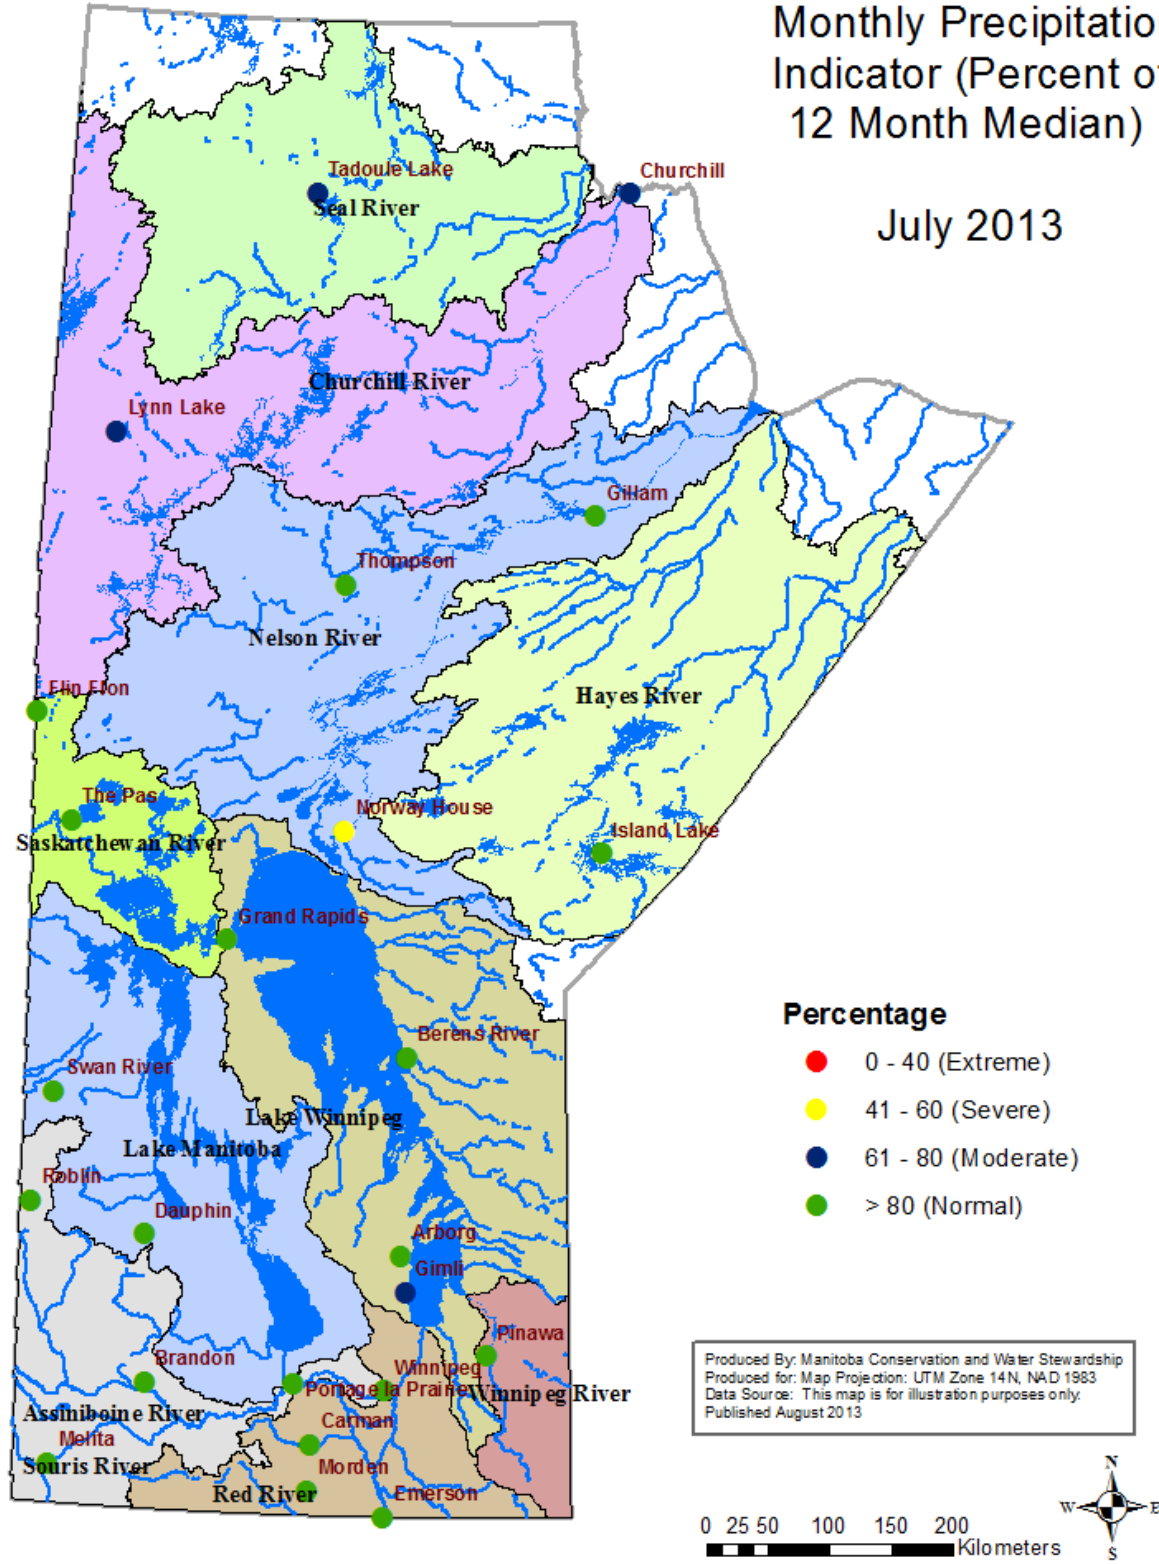 Monthly Precipitatio
Indicator (Percent of
12 Month Median)
July 2013
Tadoule Lake
Seal River
Churchill
Churchill River
Lynn Lake
Gillam
Thompson
Nelson River
Hayes River
Flin Flon
The Pas
Saskatchewan River
Norway House
Island Lake
Grand Rapids
Berens River
Swan River
Lake Winnipeg
Lake Manitoba
Roblin
Dauphin
Arborg
Gimli
Pinawa
Brandon
Winnipeg
Portage la Prairie
Winnipeg River
Assiniboine River
Carman
Melita
Souris River
Morden
Red River
Emerson
Percentage
0 - 40 (Extreme)
41 - 60 (Severe)
61 - 80 (Moderate)
> 80 (Normal)
Produced By: Manitoba Conservation and Water Stewardship
Produced for: Map Projection: UTM Zone 14N, NAD 1983
Data Source: This map is for illustration purposes only.
Published August 2013
N
W E
S
0 25 50 100 150 200
Kilometers